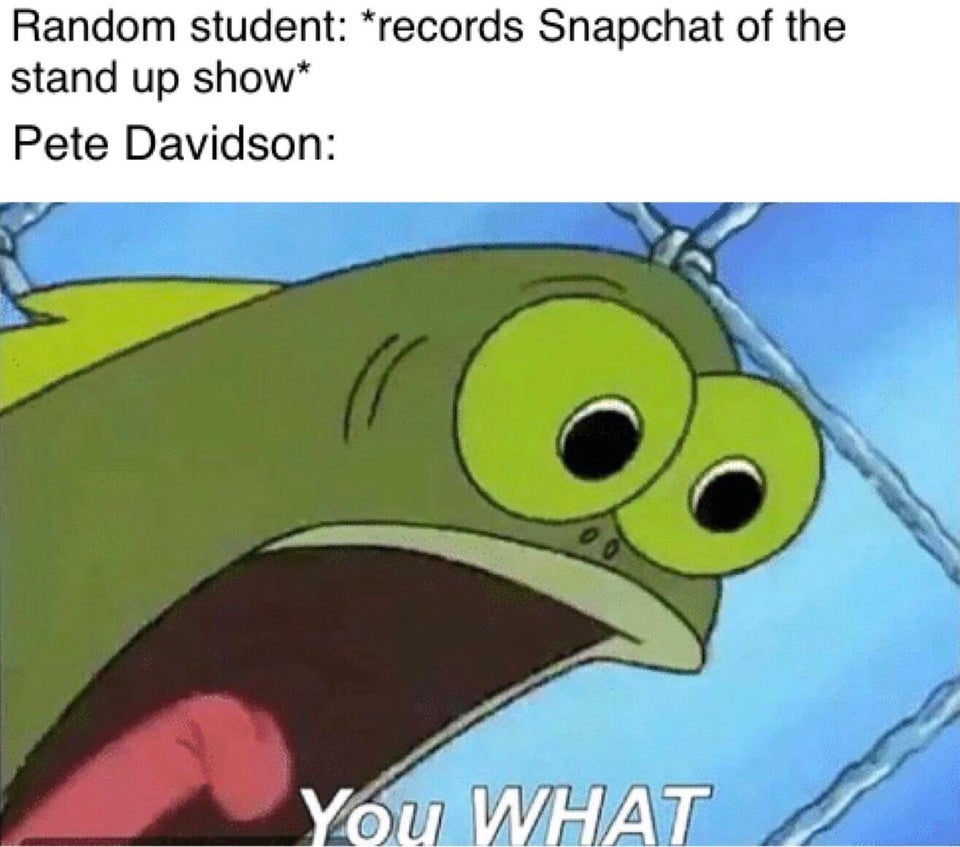 Random student: *records Snapchat of the
stand up show*
Pete Davidson:
You WHAT